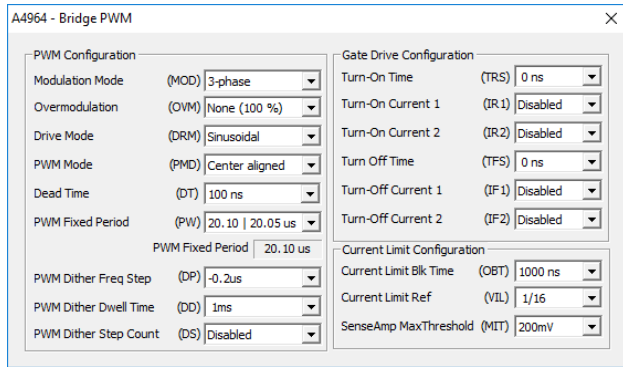 A4964 - Bridge PWM
PWM Configuration
Modulation Mode (MOD) 3-phase
Overmodulation (OVM) None (100 %)
Drive Mode (DRM) Sinusoidal
PWM Mode (PMD) Center aligned
Dead Time (DT) 100 ns
PWM Fixed Period (PW) 20.10 | 20.05 us
PWM Fixed Period 20.10 us
PWM Dither Freq Step (DP) -0.2us
PWM Dither Dwell Time (DD) 1ms
PWM Dither Step Count (DS) Disabled
Gate Drive Configuration
Turn-On Time (TRS) 0 ns
Turn-On Current 1 (IR1) Disabled
Turn-On Current 2 (IR2) Disabled
Turn Off Time (TFS) 0 ns
Turn-Off Current 1 (IF1) Disabled
Turn-Off Current 2 (IF2) Disabled
Current Limit Configuration
Current Limit Blk Time (OBT) 1000 ns
Current Limit Ref (VIL) 1/16
SenseAmp MaxThreshold (MIT) 200mV